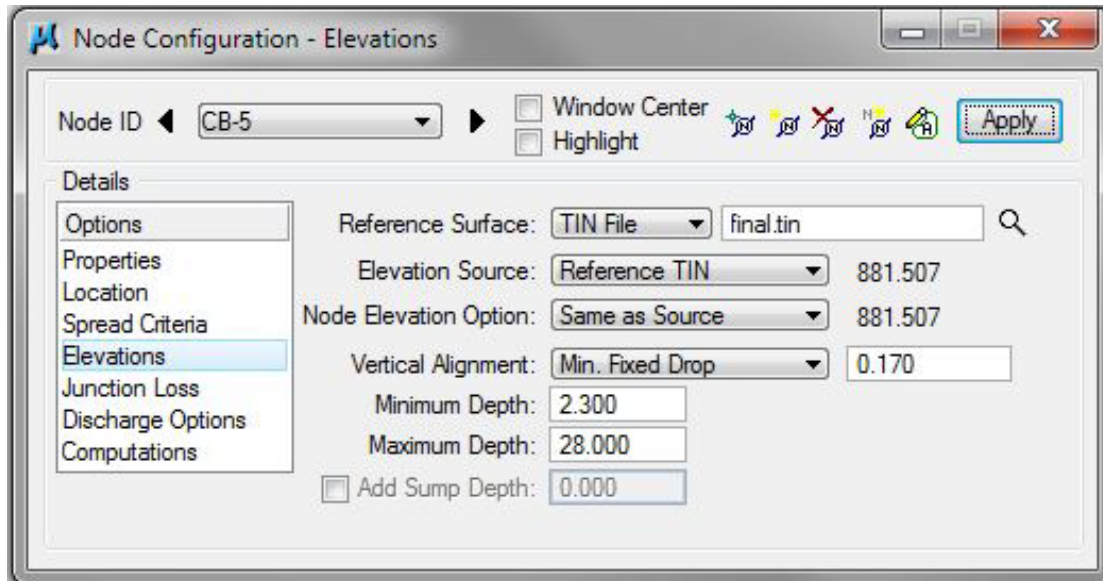 Node Configuration - Elevations
Node ID CB-5 Window Center Highlight Apply
Details
Options
Properties
Location
Spread Criteria
Elevations
Junction Loss
Discharge Options
Computations
Reference Surface: TIN File final.tin
Elevation Source: Reference TIN 881.507
Node Elevation Option: Same as Source 881.507
Vertical Alignment: Min. Fixed Drop 0.170
Minimum Depth: 2.300
Maximum Depth: 28.000
Add Sump Depth: 0.000